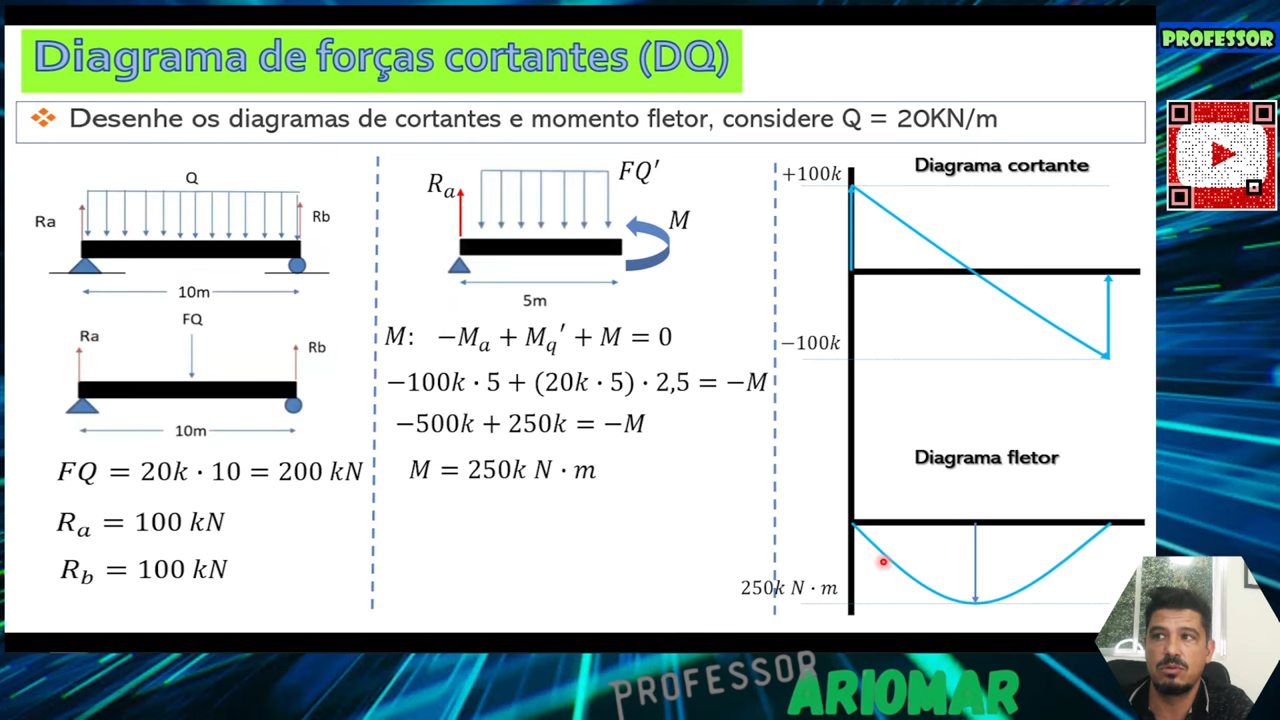 Diagrama de forças cortantes (DQ)
PROFESSOR
❖ Desenhe os diagramas de cortantes e momento fletor, considere Q = 20KN/m
Q
Ra
Rb
10m
FQ
Ra
Rb
10m
FQ = 20k · 10 = 200 kN
Rₐ = 100 kN
R_b = 100 kN
Rₐ
FQ'
M
5m
M: −Mₐ + M_q' + M = 0
−100k · 5 + (20k · 5) · 2,5 = −M
−500k + 250k = −M
M = 250k N · m
Diagrama cortante
+100k
−100k
Diagrama fletor
250k N · m
PROFESSOR
ARIOMAR